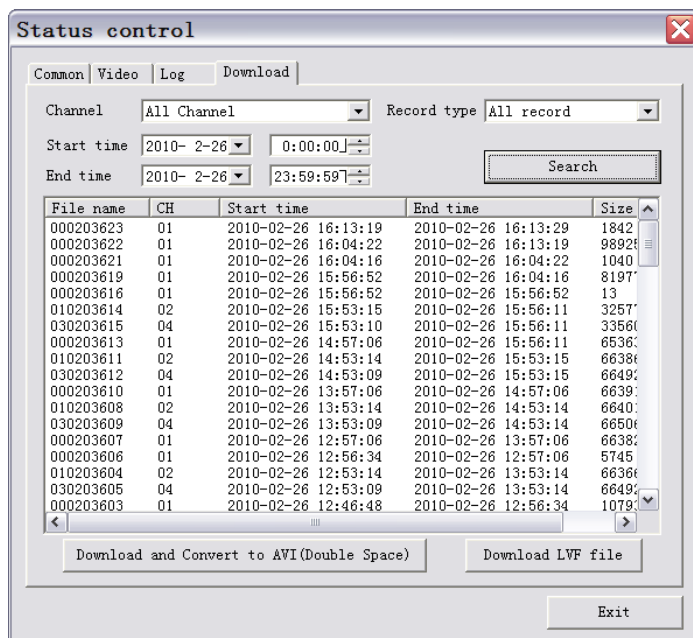 Status control
Common Video Log Download
Channel All Channel Record type All record
Start time 2010- 2-26 0:00:00
End time 2010- 2-26 23:59:59 Search
File name CH Start time End time Size
000203623 01 2010-02-26 16:13:19 2010-02-26 16:13:29 1842
000203622 01 2010-02-26 16:04:22 2010-02-26 16:13:19
000203621 01 2010-02-26 16:04:16 2010-02-26 16:04:22 1040
000203619 01 2010-02-26 15:56:52 2010-02-26 16:04:16
000203616 01 2010-02-26 15:56:52 2010-02-26 15:56:52 13
010203614 02 2010-02-26 15:53:15 2010-02-26 15:56:11
030203615 04 2010-02-26 15:53:10 2010-02-26 15:56:11
000203613 01 2010-02-26 14:57:06 2010-02-26 15:56:11
010203611 02 2010-02-26 14:53:14 2010-02-26 15:53:15
030203612 04 2010-02-26 14:53:09 2010-02-26 15:53:15
000203610 01 2010-02-26 13:57:06 2010-02-26 14:57:06
010203608 02 2010-02-26 13:53:14 2010-02-26 14:53:14
030203609 04 2010-02-26 13:53:09 2010-02-26 14:53:14
000203607 01 2010-02-26 12:57:06 2010-02-26 13:57:06
000203606 01 2010-02-26 12:56:34 2010-02-26 12:57:06 5745
010203604 02 2010-02-26 12:53:14 2010-02-26 13:53:14
030203605 04 2010-02-26 12:53:09 2010-02-26 13:53:14
000203603 01 2010-02-26 12:46:48 2010-02-26 12:56:34
Download and Convert to AVI(Double Space) Download LVF file
Exit